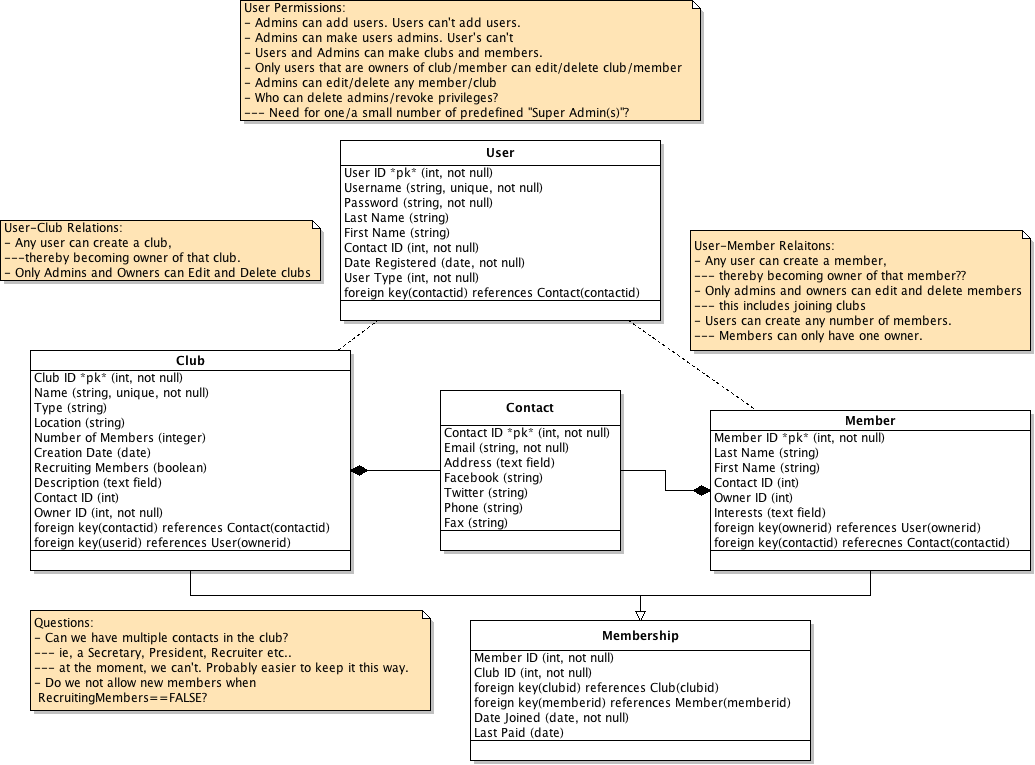 User Permissions:
- Admins can add users. Users can't add users.
- Admins can make users admins. User's can't
- Users and Admins can make clubs and members.
- Only users that are owners of club/member can edit/delete club/member
- Admins can edit/delete any member/club
- Who can delete admins/revoke privileges?
--- Need for one/a small number of predefined "Super Admin(s)"?
User
User ID *pk* (int, not null)
Username (string, unique, not null)
Password (string, not null)
Last Name (string)
First Name (string)
Contact ID (int, not null)
Date Registered (date, not null)
User Type (int, not null)
foreign key(contactid) references Contact(contactid)
User-Club Relations:
- Any user can create a club,
---thereby becoming owner of that club.
- Only Admins and Owners can Edit and Delete clubs
User-Member Relaitons:
- Any user can create a member,
--- thereby becoming owner of that member??
- Only admins and owners can edit and delete members
--- this includes joining clubs
- Users can create any number of members.
--- Members can only have one owner.
Club
Club ID *pk* (int, not null)
Name (string, unique, not null)
Type (string)
Location (string)
Number of Members (integer)
Creation Date (date)
Recruiting Members (boolean)
Description (text field)
Contact ID (int)
Owner ID (int, not null)
foreign key(contactid) references Contact(contactid)
foreign key(userid) references User(ownerid)
Contact
Contact ID *pk* (int, not null)
Email (string, not null)
Address (text field)
Facebook (string)
Twitter (string)
Phone (string)
Fax (string)
Member
Member ID *pk* (int, not null)
Last Name (string)
First Name (string)
Contact ID (int)
Owner ID (int)
Interests (text field)
foreign key(ownerid) references User(ownerid)
foreign key(contactid) referecnes Contact(contactid)
Questions:
- Can we have multiple contacts in the club?
--- ie, a Secretary, President, Recruiter etc..
--- at the moment, we can't. Probably easier to keep it this way.
- Do we not allow new members when
RecruitingMembers==FALSE?
Membership
Member ID (int, not null)
Club ID (int, not null)
foreign key(clubid) references Club(clubid)
foreign key(memberid) references Member(memberid)
Date Joined (date, not null)
Last Paid (date)